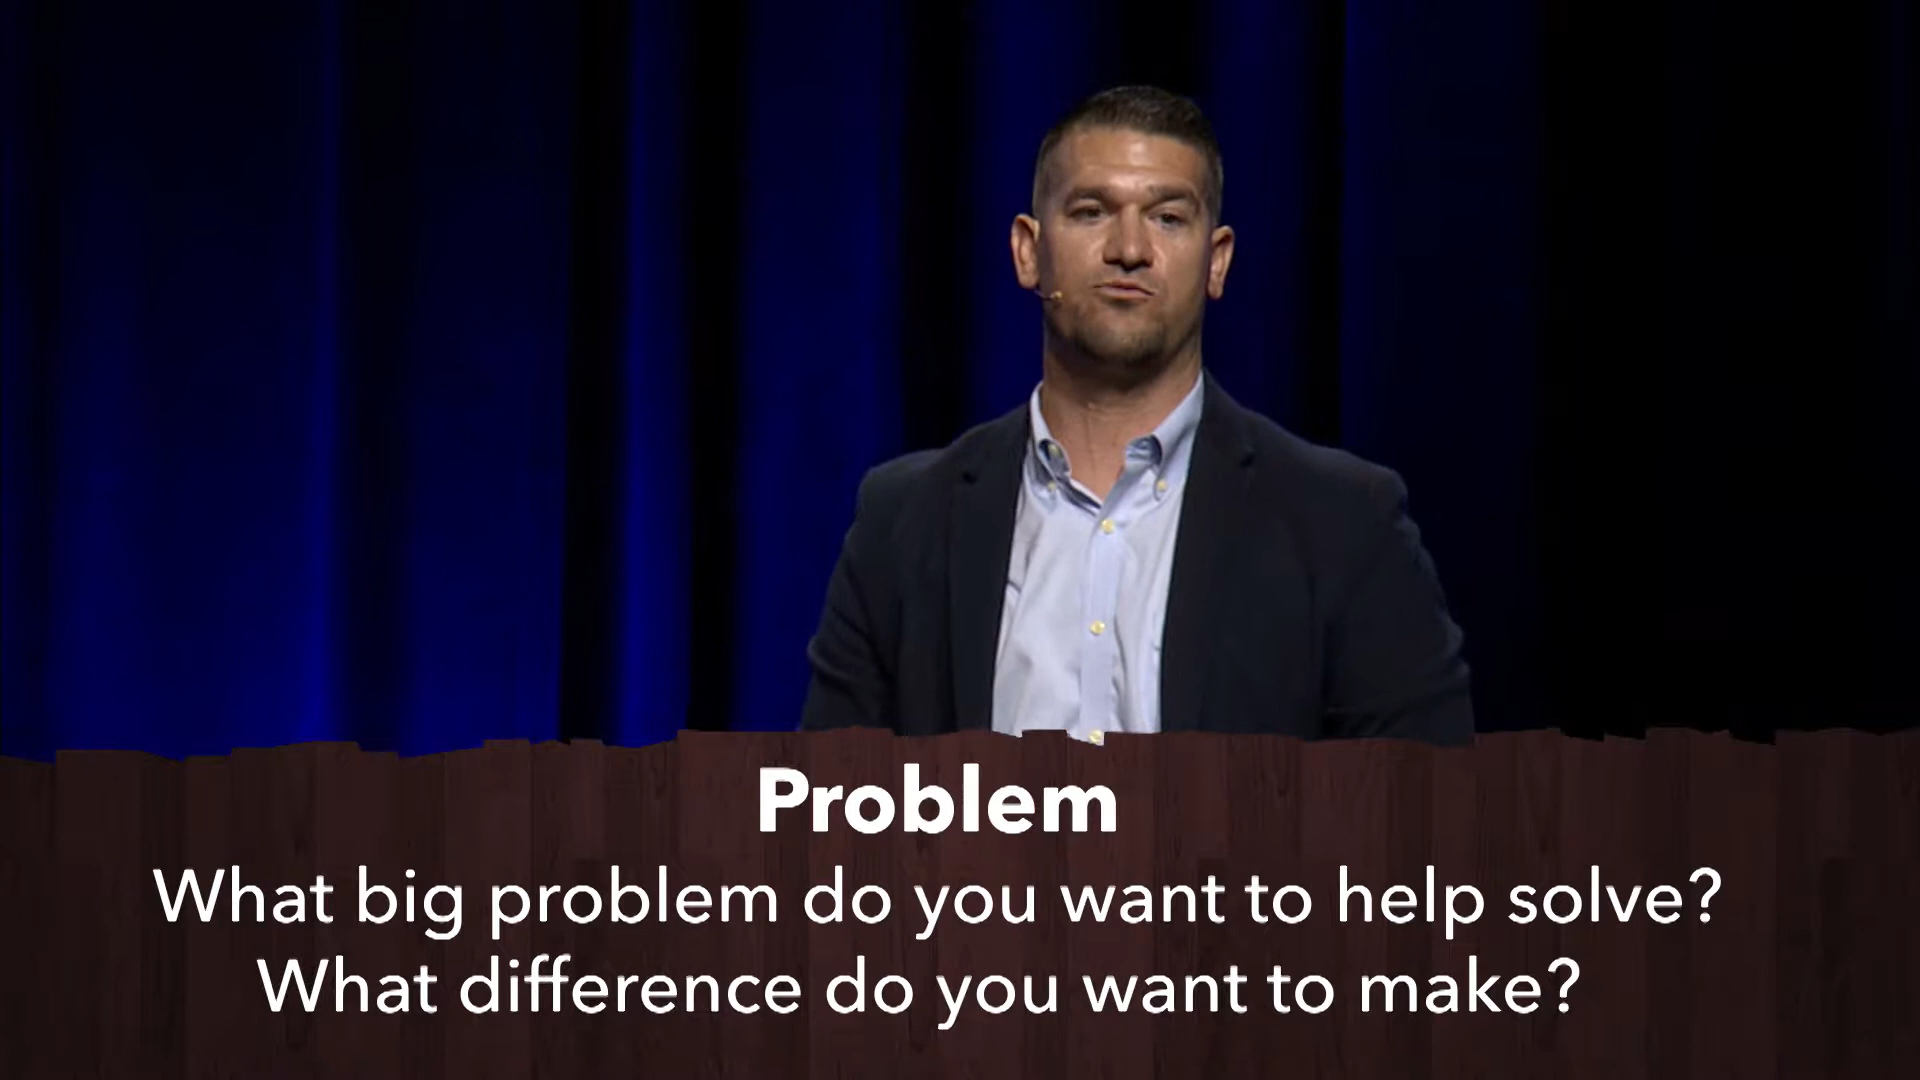 Problem
What big problem do you want to help solve?
What difference do you want to make?